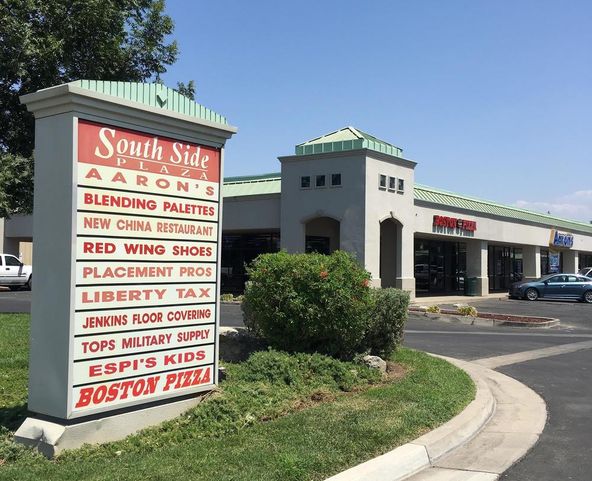 South Side
PLAZA
AARON'S
BLENDING PALETTES
NEW CHINA RESTAURANT
RED WING SHOES
PLACEMENT PROS
LIBERTY TAX
JENKINS FLOOR COVERING
TOPS MILITARY SUPPLY
ESPI'S KIDS
BOSTON PIZZA
BOSTON PIZZA
Aaron's